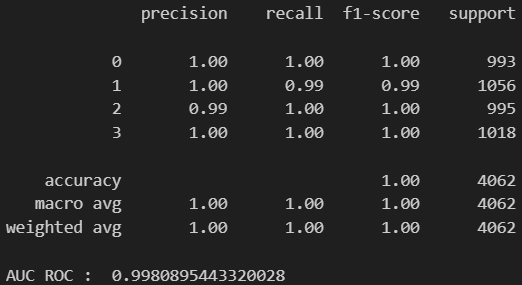 precision recall f1-score support
0 1.00 1.00 1.00 993
1 1.00 0.99 0.99 1056
2 0.99 1.00 1.00 995
3 1.00 1.00 1.00 1018
accuracy 1.00 4062
macro avg 1.00 1.00 1.00 4062
weighted avg 1.00 1.00 1.00 4062
AUC ROC : 0.9980895443320028